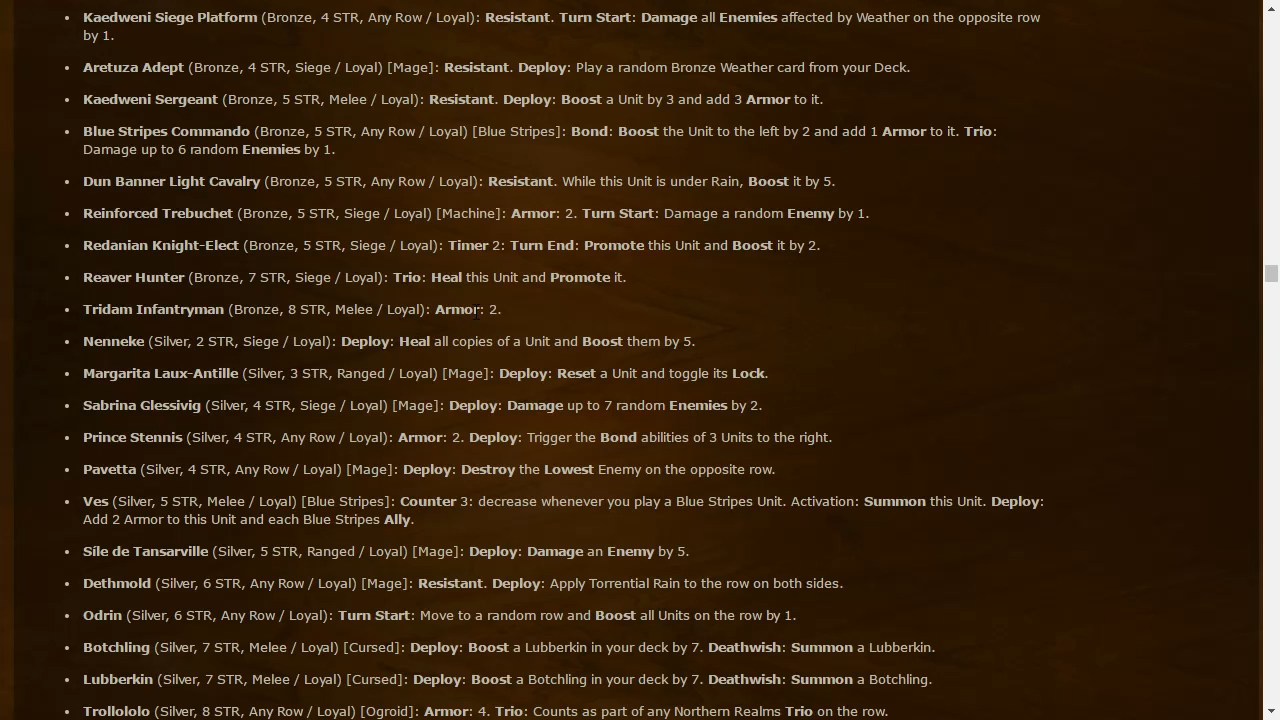 Kaedweni Siege Platform (Bronze, 4 STR, Any Row / Loyal): Resistant. Turn Start: Damage all Enemies affected by Weather on the opposite row
by 1.
Aretuza Adept (Bronze, 4 STR, Siege / Loyal) [Mage]: Resistant. Deploy: Play a random Bronze Weather card from your Deck.
Kaedweni Sergeant (Bronze, 5 STR, Melee / Loyal): Resistant. Deploy: Boost a Unit by 3 and add 3 Armor to it.
Blue Stripes Commando (Bronze, 5 STR, Any Row / Loyal) [Blue Stripes]: Bond: Boost the Unit to the left by 2 and add 1 Armor to it. Trio:
Damage up to 6 random Enemies by 1.
Dun Banner Light Cavalry (Bronze, 5 STR, Any Row / Loyal): Resistant. While this Unit is under Rain, Boost it by 5.
Reinforced Trebuchet (Bronze, 5 STR, Siege / Loyal) [Machine]: Armor: 2. Turn Start: Damage a random Enemy by 1.
Redanian Knight-Elect (Bronze, 5 STR, Siege / Loyal): Timer 2: Turn End: Promote this Unit and Boost it by 2.
Reaver Hunter (Bronze, 7 STR, Siege / Loyal): Trio: Heal this Unit and Promote it.
Tridam Infantryman (Bronze, 8 STR, Melee / Loyal): Armor: 2.
Nenneke (Silver, 2 STR, Siege / Loyal): Deploy: Heal all copies of a Unit and Boost them by 5.
Margarita Laux-Antille (Silver, 3 STR, Ranged / Loyal) [Mage]: Deploy: Reset a Unit and toggle its Lock.
Sabrina Glessivig (Silver, 4 STR, Siege / Loyal) [Mage]: Deploy: Damage up to 7 random Enemies by 2.
Prince Stennis (Silver, 4 STR, Any Row / Loyal): Armor: 2. Deploy: Trigger the Bond abilities of 3 Units to the right.
Pavetta (Silver, 4 STR, Any Row / Loyal) [Mage]: Deploy: Destroy the Lowest Enemy on the opposite row.
Ves (Silver, 5 STR, Melee / Loyal) [Blue Stripes]: Counter 3: decrease whenever you play a Blue Stripes Unit. Activation: Summon this Unit. Deploy:
Add 2 Armor to this Unit and each Blue Stripes Ally.
Síle de Tansarville (Silver, 5 STR, Ranged / Loyal) [Mage]: Deploy: Damage an Enemy by 5.
Dethmold (Silver, 6 STR, Any Row / Loyal) [Mage]: Resistant. Deploy: Apply Torrential Rain to the row on both sides.
Odrin (Silver, 6 STR, Any Row / Loyal): Turn Start: Move to a random row and Boost all Units on the row by 1.
Botchling (Silver, 7 STR, Melee / Loyal) [Cursed]: Deploy: Boost a Lubberkin in your deck by 7. Deathwish: Summon a Lubberkin.
Lubberkin (Silver, 7 STR, Melee / Loyal) [Cursed]: Deploy: Boost a Botchling in your deck by 7. Deathwish: Summon a Botchling.
Trollololo (Silver, 8 STR, Any Row / Loyal) [Ogroid]: Armor: 4. Trio: Counts as part of any Northern Realms Trio on the row.